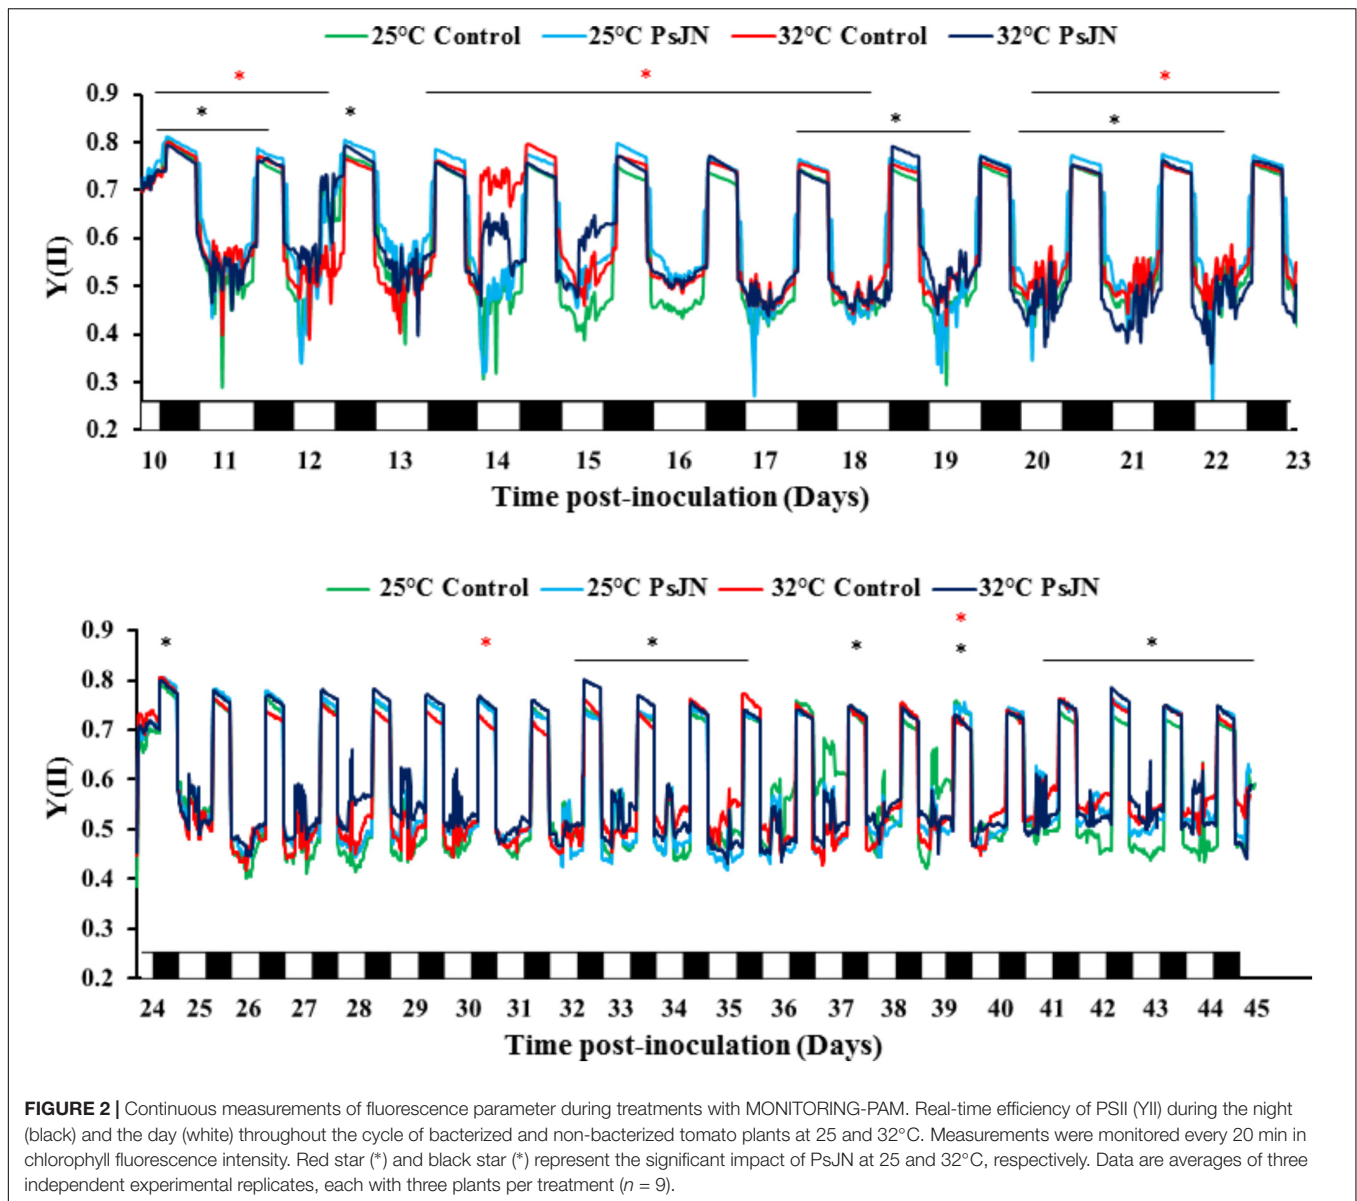 25°C Control 25°C PsJN 32°C Control 32°C PsJN
* * *
* * * *
0.9
0.8
0.7
0.6
0.5
0.4
0.3
0.2
Y(II)
10 11 12 13 14 15 16 17 18 19 20 21 22 23
Time post-inoculation (Days)
25°C Control 25°C PsJN 32°C Control 32°C PsJN
*
* * * * * *
0.9
0.8
0.7
0.6
0.5
0.4
0.3
0.2
Y(II)
24 25 26 27 28 29 30 31 32 33 34 35 36 37 38 39 40 41 42 43 44 45
Time post-inoculation (Days)
FIGURE 2 | Continuous measurements of fluorescence parameter during treatments with MONITORING-PAM. Real-time efficiency of PSII (YII) during the night
(black) and the day (white) throughout the cycle of bacterized and non-bacterized tomato plants at 25 and 32°C. Measurements were monitored every 20 min in
chlorophyll fluorescence intensity. Red star (*) and black star (*) represent the significant impact of PsJN at 25 and 32°C, respectively. Data are averages of three
independent experimental replicates, each with three plants per treatment (n = 9).